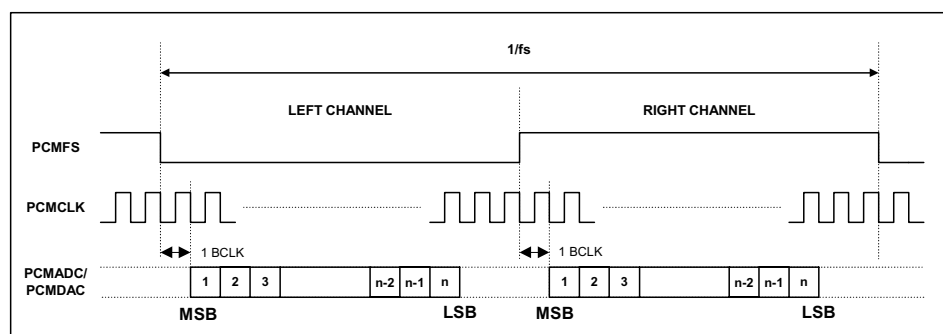 1/fs
LEFT CHANNEL RIGHT CHANNEL
PCMFS
PCMCLK
1 BCLK 1 BCLK
PCMADC/
PCMDAC
1 2 3 n-2 n-1 n 1 2 3 n-2 n-1 n
MSB LSB MSB LSB